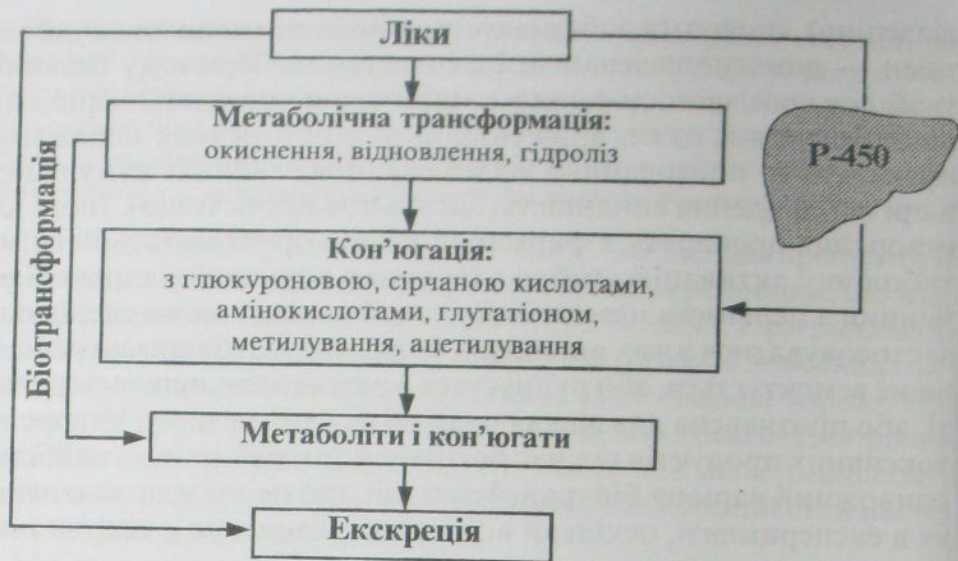 Ліки
Метаболічна трансформація:
окиснення, відновлення, гідроліз
P-450
Кон'югація:
з глюкуроновою, сірчаною кислотами,
амінокислотами, глутатіоном,
метилування, ацетилування
Біотрансформація
Метаболіти і кон'югати
Екскреція